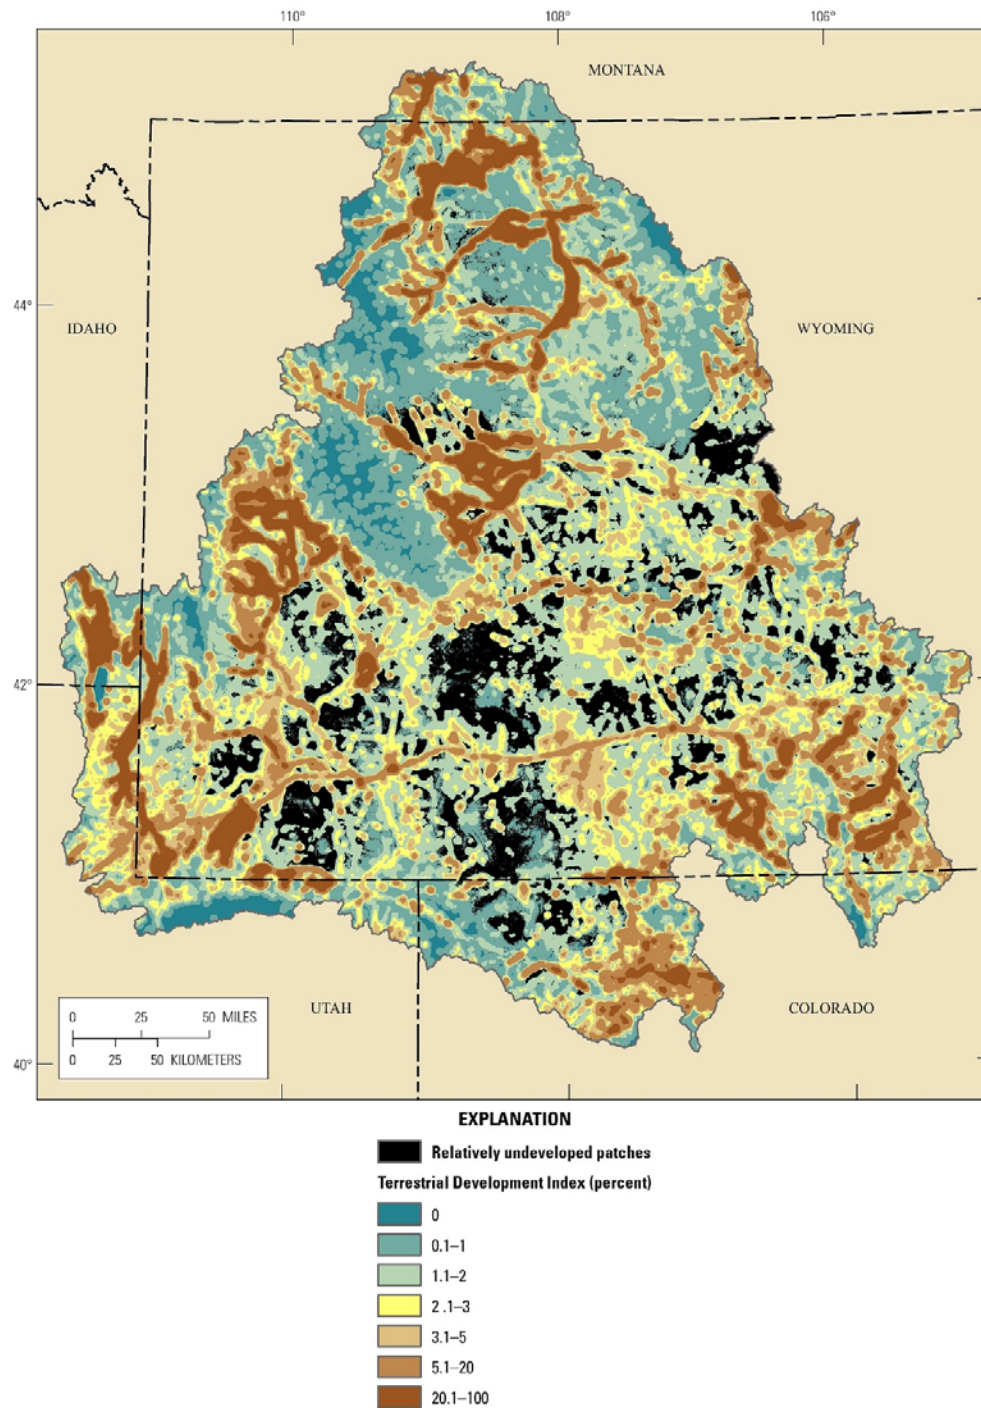 110° 108° 106°
MONTANA
44°
IDAHO WYOMING
42°
0 25 50 MILES
0 25 50 KILOMETERS
UTAH COLORADO
40°
EXPLANATION
Relatively undeveloped patches
Terrestrial Development Index (percent)
0
0.1–1
1.1–2
2 .1–3
3.1–5
5.1–20
20.1–100